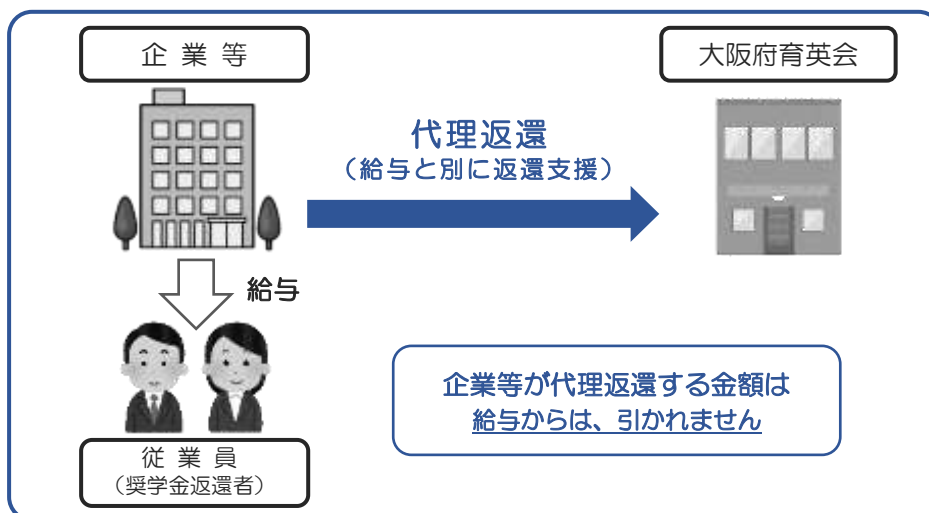 企業等
大阪府育英会
代理返還
（給与と別に返還支援）
給与
企業等が代理返還する金額は
給与からは、引かれません
従業員
（奨学金返還者）